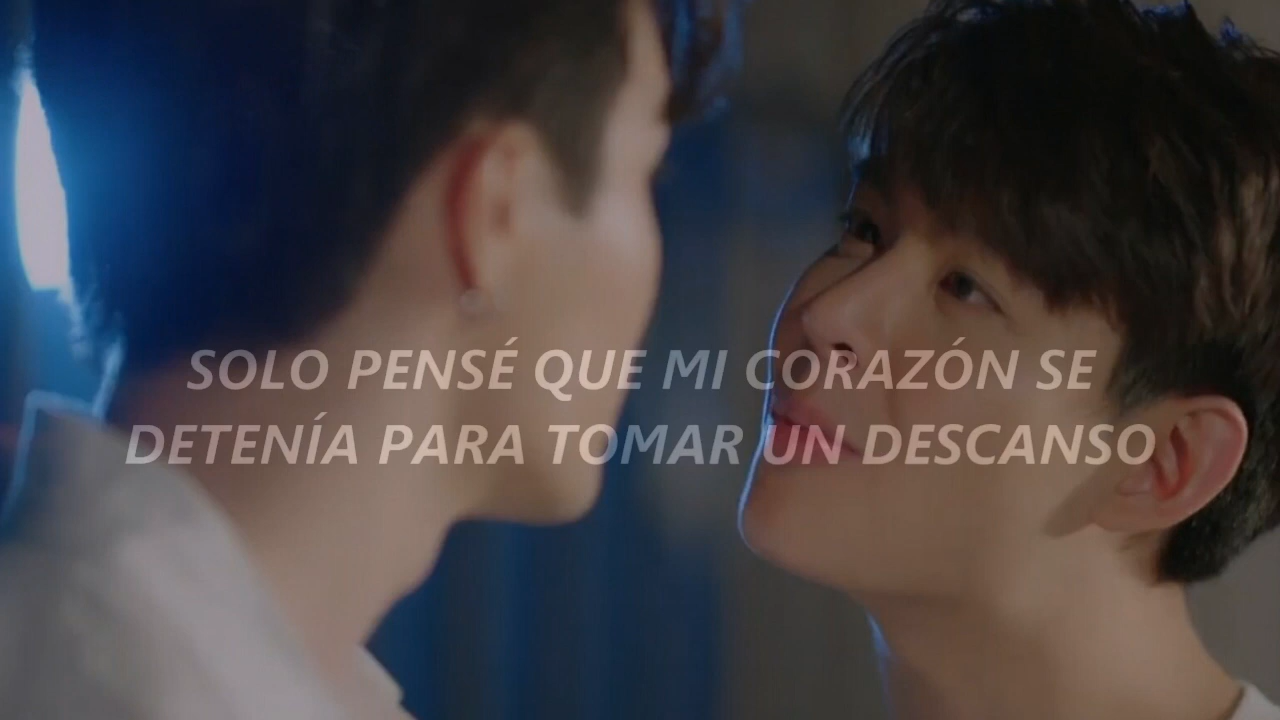 SOLO PENSÉ QUE MI CORAZÓN SE
DETENÍA PARA TOMAR UN DESCANSO